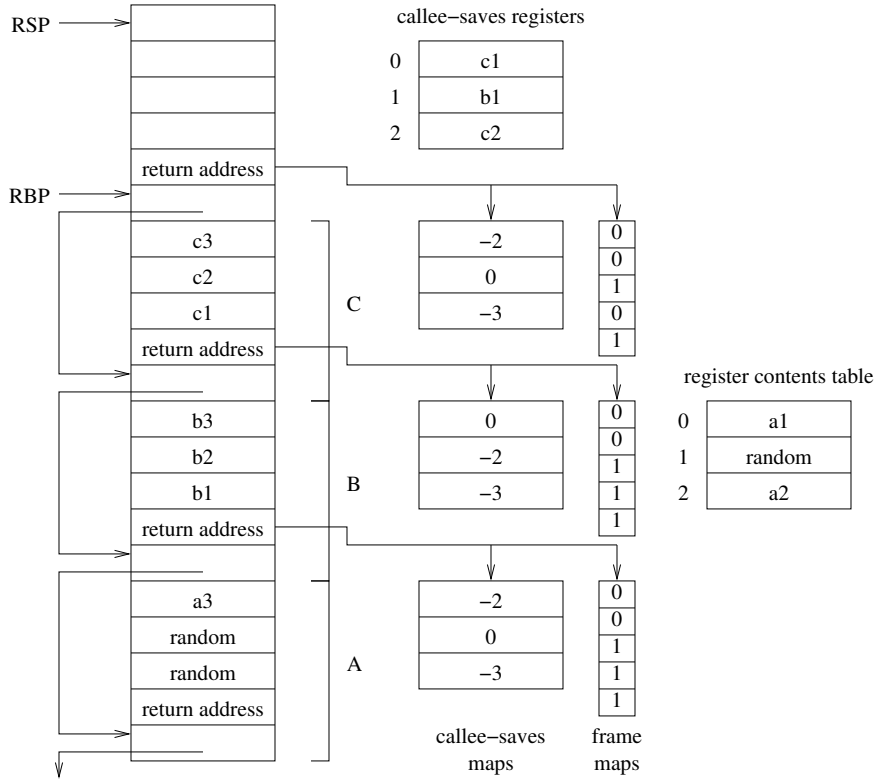 RSP
callee−saves registers
0 c1
1 b1
2 c2
return address
RBP
c3
c2
c1
return address
C
−2
0
−3
0
0
1
0
1
b3
b2
b1
return address
B
0
−2
−3
0
0
1
1
1
register contents table
0 a1
1 random
2 a2
a3
random
random
return address
A
−2
0
−3
0
0
1
1
1
callee−saves
maps
frame
maps